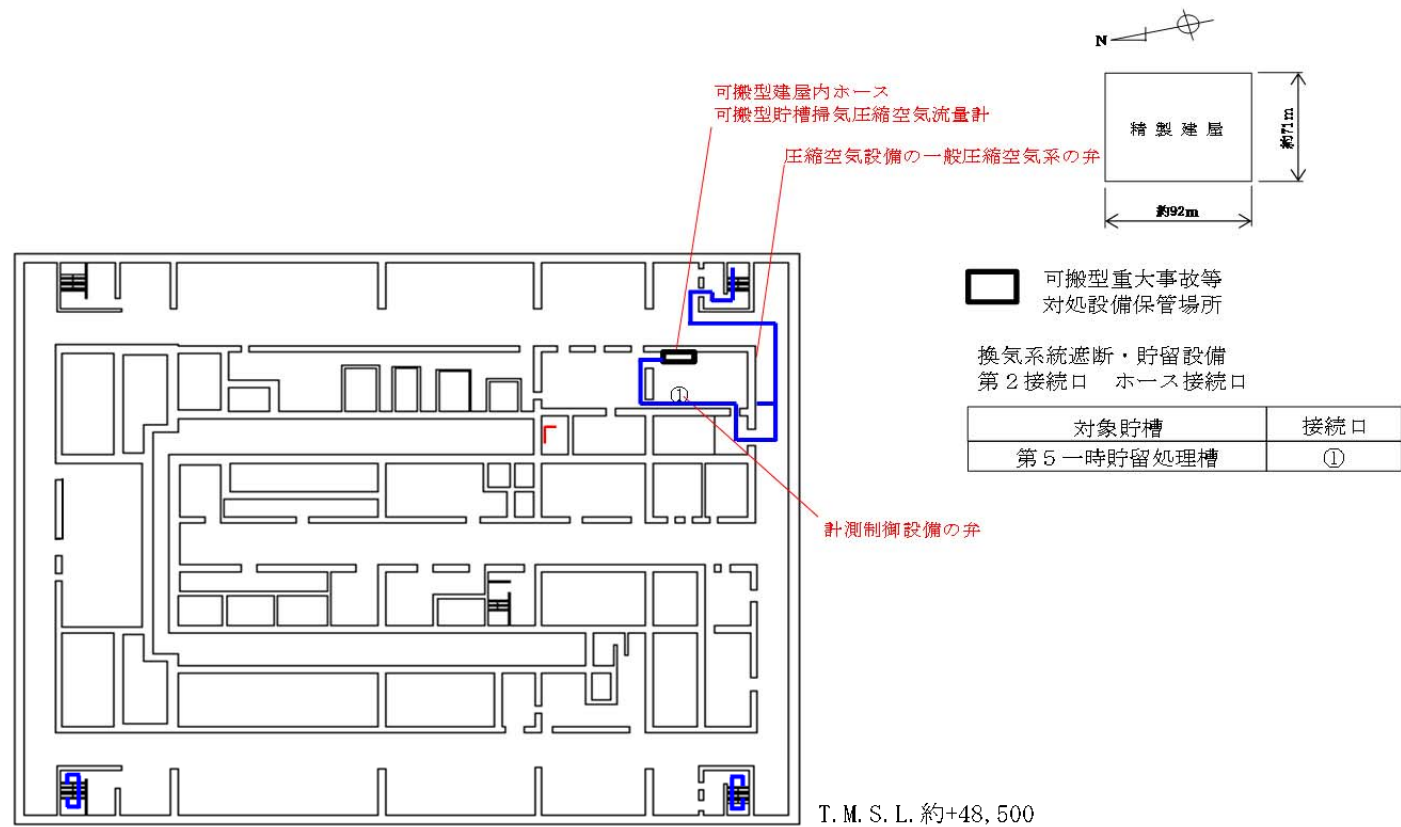 N
可搬型建屋内ホース
可搬型貯槽掃気圧縮空気流量計
圧縮空気設備の一般圧縮空気系の弁
精製建屋
約71m
約92m
可搬型重大事故等
対処設備保管場所
換気系統遮断・貯留設備
第２接続口　ホース接続口
対象貯槽 接続口
第５一時貯留処理槽 ①
①
計測制御設備の弁
T.M.S.L.約+48,500